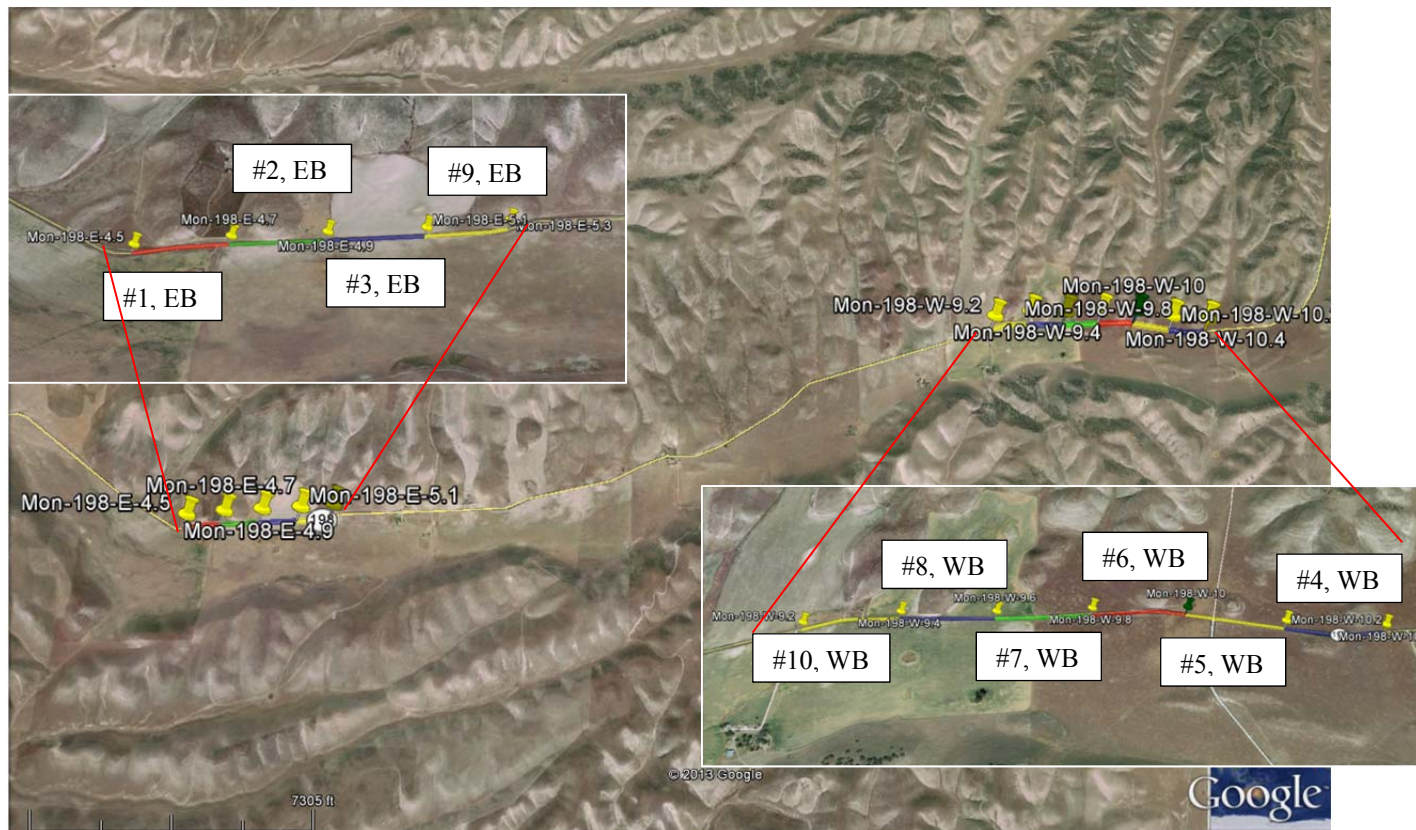 #2, EB
#9, EB
Mon-198-E-4.7
Mon-198-E-5.1
Mon-198-E-5.3
Mon-198-E-4.5
Mon-198-E-4.9
#1, EB
#3, EB
Mon-198-W-10
Mon-198-W-9.2
Mon-198-W-9.8
Mon-198-W-9.4
Mon-198-W-10.4
Mon-198-E-4.7
Mon-198-E-4.5
Mon-198-E-5.1
Mon-198-E-4.9
#8, WB
#6, WB
#4, WB
Mon-198-W-9.6
Mon-198-W-10
Mon-198-W-9.2
Mon-198-W-9.4
Mon-198-W-9.8
Mon-198-W-10.2
#10, WB
#7, WB
#5, WB
© 2013 Google
7305 ft
Google